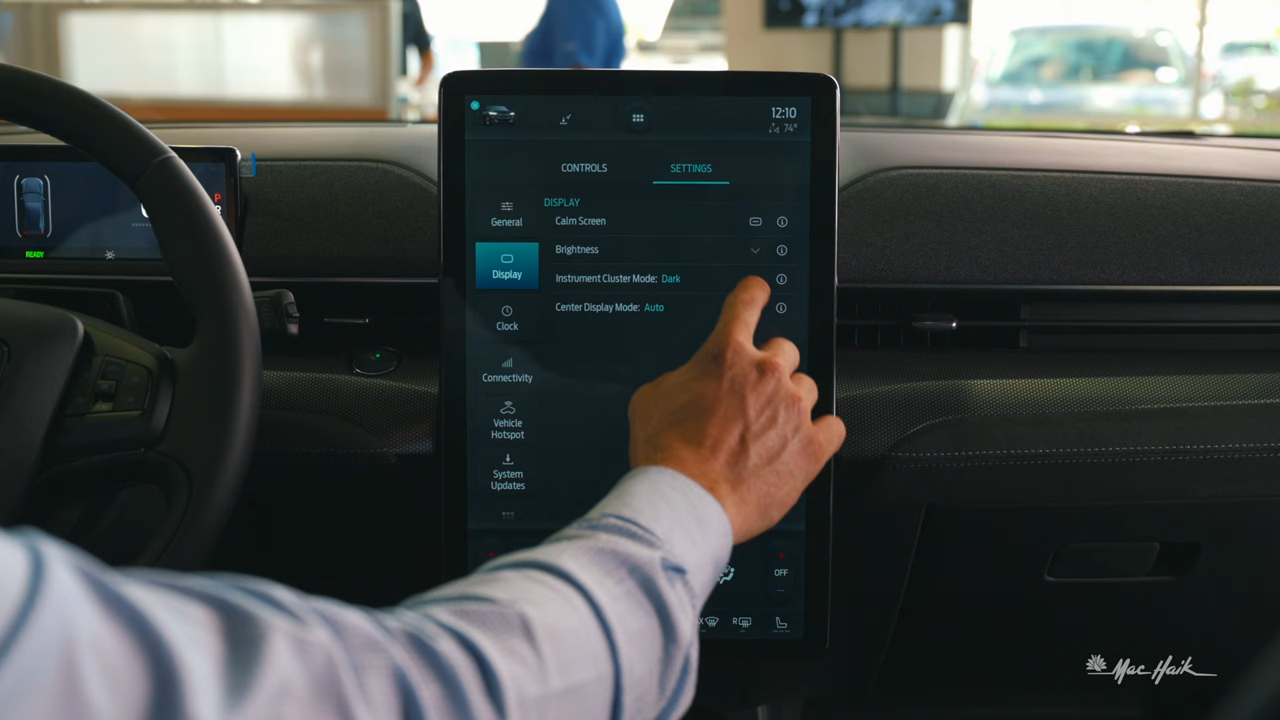 12:10
74°
CONTROLS
SETTINGS
General
Display
Clock
Connectivity
Vehicle
Hotspot
System
Updates
DISPLAY
Calm Screen
Brightness
Instrument Cluster Mode: Dark
Center Display Mode: Auto
OFF
R
P
READY
Mac Haik